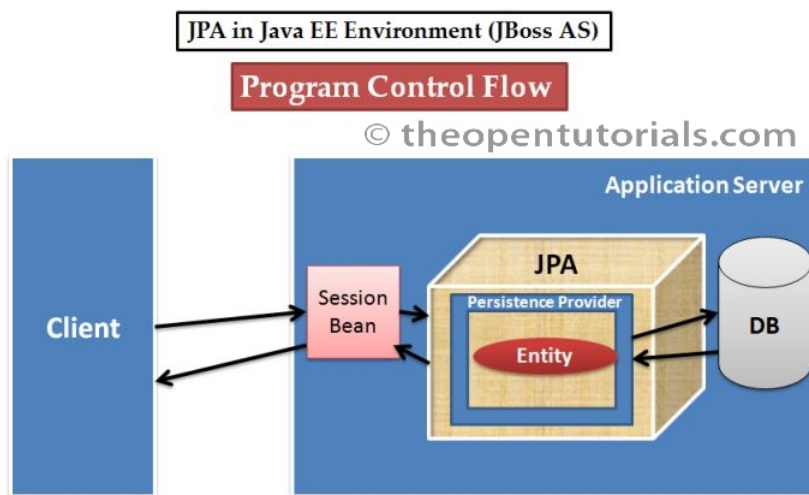 JPA in Java EE Environment (JBoss AS)
Program Control Flow
© theopentutorials.com
Application Server
JPA
Persistence Provider
Session
Bean
Client
Entity
DB